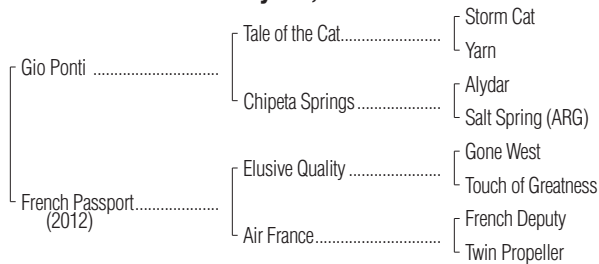 Storm Cat
Tale of the Cat....................
Yarn
Gio Ponti ..........................
Alydar
Chipeta Springs .................
Salt Spring (ARG)
Gone West
Elusive Quality ...................
Touch of Greatness
French Passport.................
(2012)
French Deputy
Air France..........................
Twin Propeller